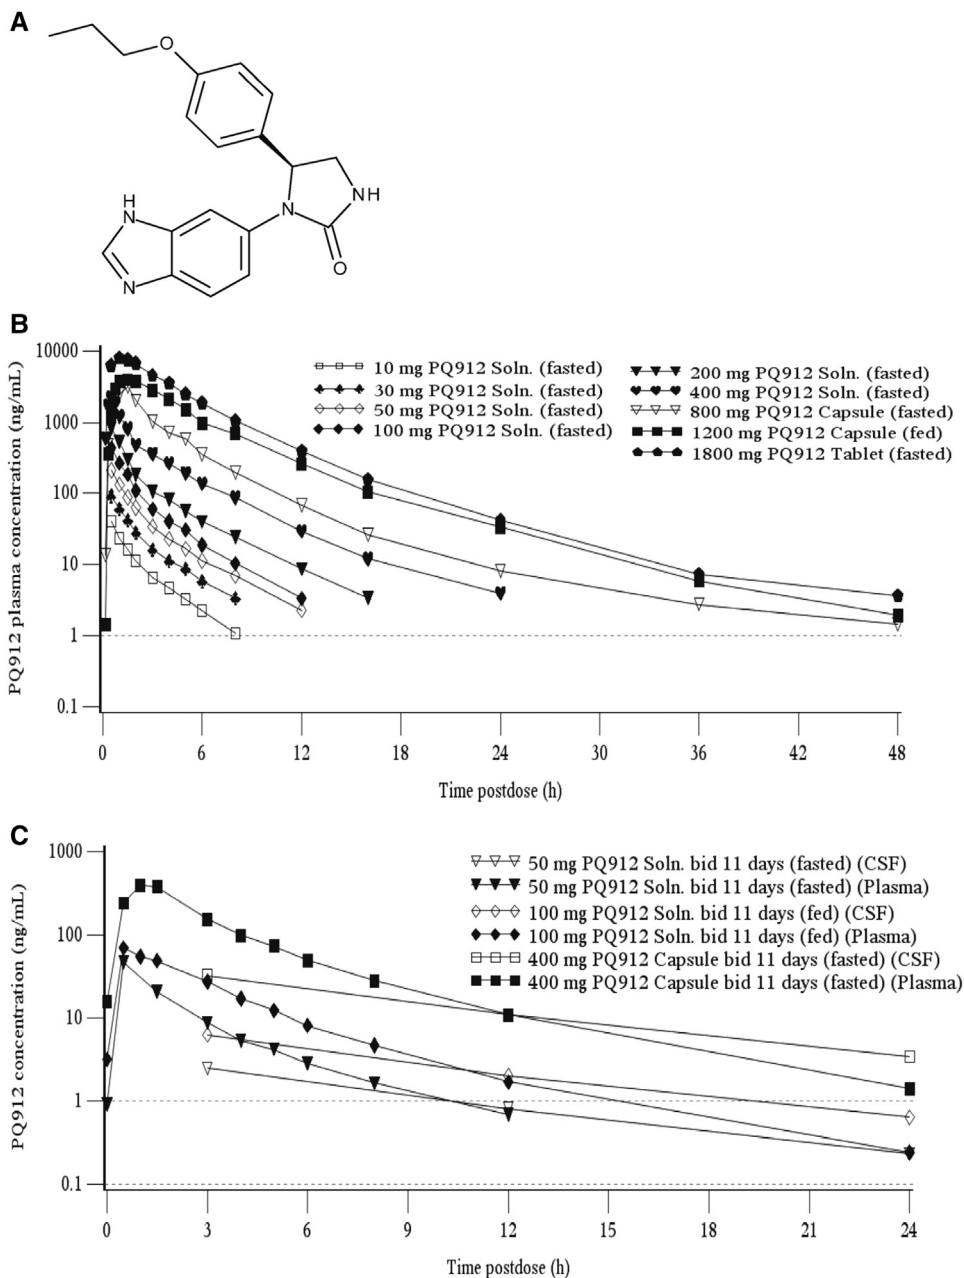 A
O
H
N
N
N
NH
O
B
PQ912 plasma concentration (ng/mL)
10000
1000
100
10
1
0.1
10 mg PQ912 Soln. (fasted)
30 mg PQ912 Soln. (fasted)
50 mg PQ912 Soln. (fasted)
100 mg PQ912 Soln. (fasted)
200 mg PQ912 Soln. (fasted)
400 mg PQ912 Soln. (fasted)
800 mg PQ912 Capsule (fasted)
1200 mg PQ912 Capsule (fed)
1800 mg PQ912 Tablet (fasted)
0 6 12 18 24 30 36 42 48
Time postdose (h)
C
PQ912 concentration (ng/mL)
1000
100
10
1
0.1
50 mg PQ912 Soln. bid 11 days (fasted) (CSF)
50 mg PQ912 Soln. bid 11 days (fasted) (Plasma)
100 mg PQ912 Soln. bid 11 days (fed) (CSF)
100 mg PQ912 Soln. bid 11 days (fed) (Plasma)
400 mg PQ912 Capsule bid 11 days (fasted) (CSF)
400 mg PQ912 Capsule bid 11 days (fasted) (Plasma)
0 3 6 9 12 15 18 21 24
Time postdose (h)